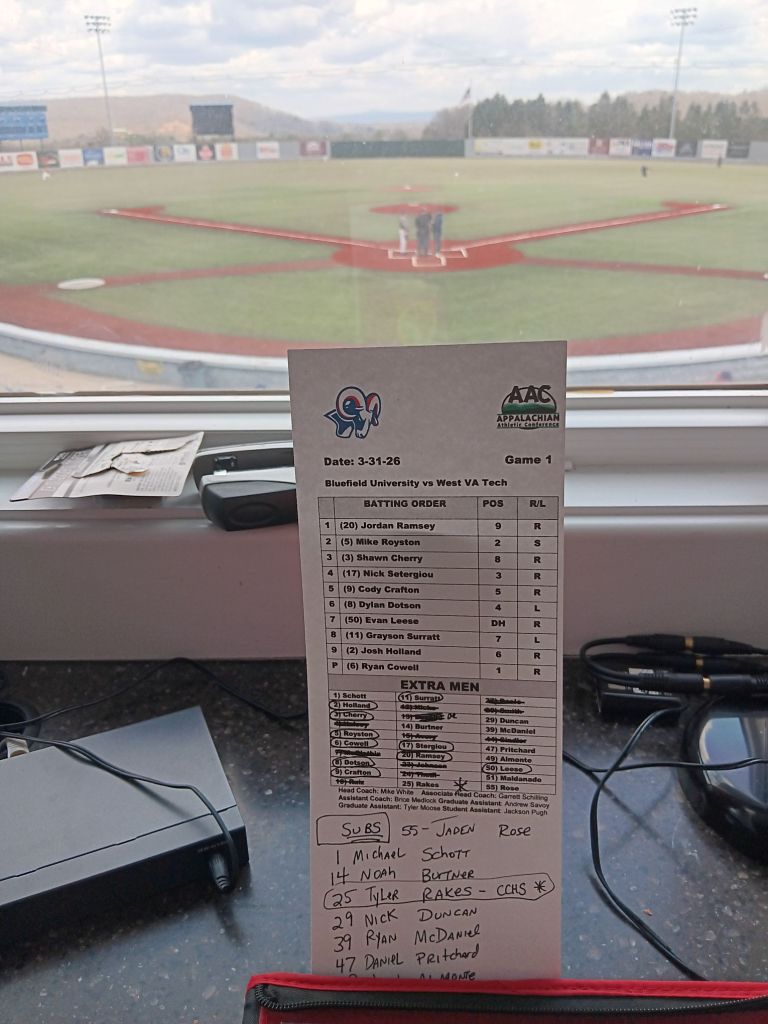 AAC
APPALACHIAN
Athletic Conference
Date: 3-31-26 Game 1
Bluefield University vs West VA Tech
BATTING ORDER POS R/L
1 (20) Jordan Ramsey 9 R
2 (5) Mike Royston 2 S
3 (3) Shawn Cherry 8 R
4 (17) Nick Setergiou 3 R
5 (9) Cody Crafton 5 R
6 (8) Dylan Dotson 4 L
7 (50) Evan Leese DH R
8 (11) Grayson Surratt 7 L
9 (2) Josh Holland 6 R
P (6) Ryan Cowell 1 R
EXTRA MEN
1) Schott 11) Surratt
2) Holland
3) Cherry 29) Duncan
14) Burtner 39) McDaniel
5) Royston
6) Cowell 17) Stergiou 47) Pritchard
20) Ramsey 49) Almonte
8) Dotson 50) Leese
9) Crafton 51) Maldanado
25) Rakes * 55) Rose
Head Coach: Mike White Associate Head Coach: Garrett Schilling
Assistant Coach: Brice Medlock Graduate Assistant: Andrew Savoy
Graduate Assistant: Tyler Moose Student Assistant: Jackson Pugh
SUBS 55- JADEN ROSE
1 MICHAEL SCHOTT
14 NOAH BURTNER
25 TYLER RAKES - CCHS *
29 NICK DUNCAN
39 RYAN McDANIEL
47 DANIEL PRITCHARD
ALMONTE